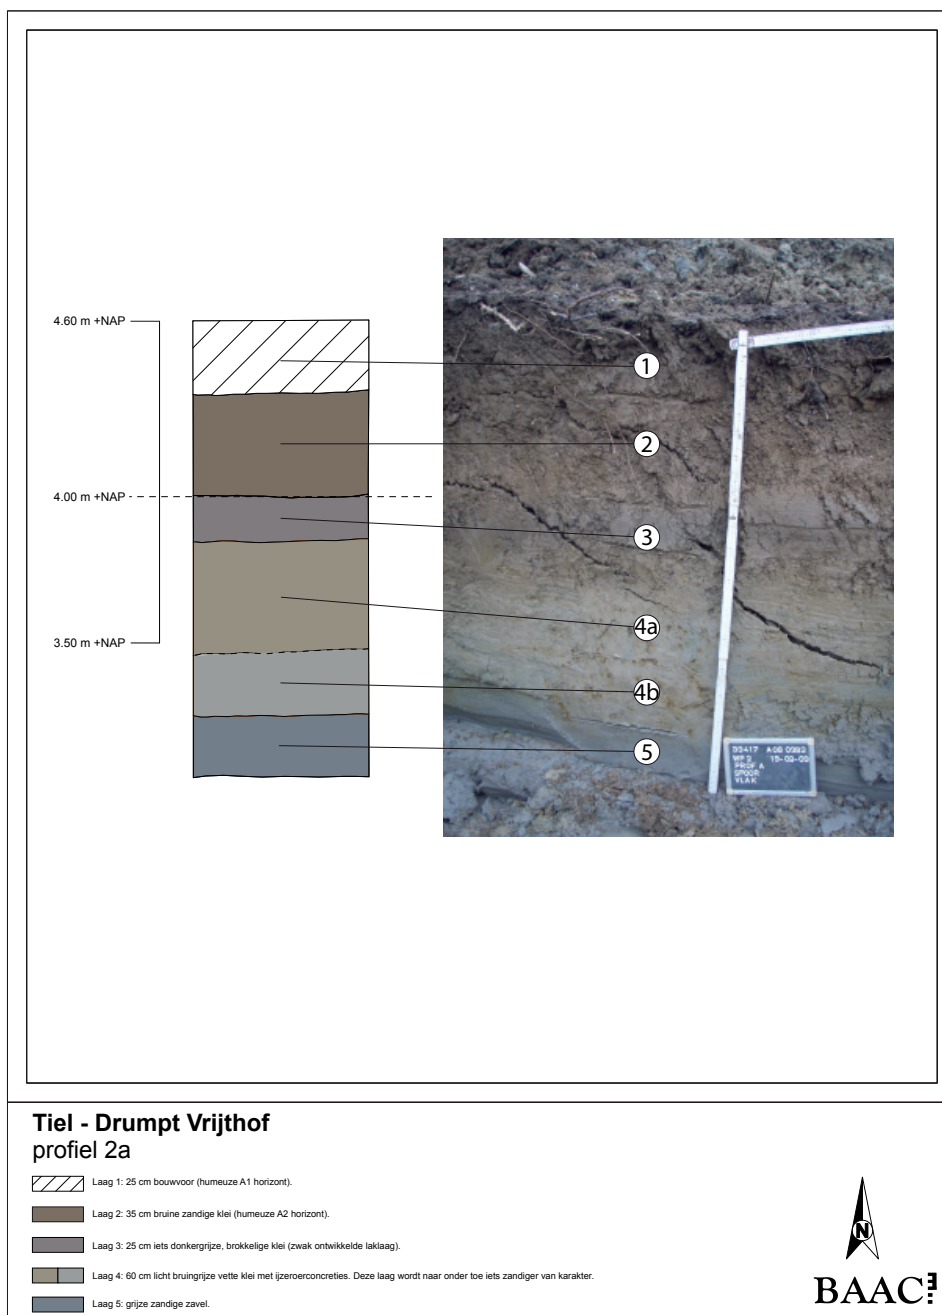 4.60 m +NAP
1
2
4.00 m +NAP
3
4a
3.50 m +NAP
4b
5
PROF A
SPOOR
VLAK
Tiel - Drumpt Vrijthof
profiel 2a
Laag 1: 25 cm bouwvoor (humeuze A1 horizont).
Laag 2: 35 cm bruine zandige klei (humeuze A2 horizont).
Laag 3: 25 cm iets donkergrijze, brokkelige klei (zwak ontwikkelde laklaag).
Laag 4: 60 cm licht bruingrijze vette klei met ijzeroerconcreties. Deze laag wordt naar onder toe iets zandiger van karakter.
Laag 5: grijze zandige zavel.
N
BAAC